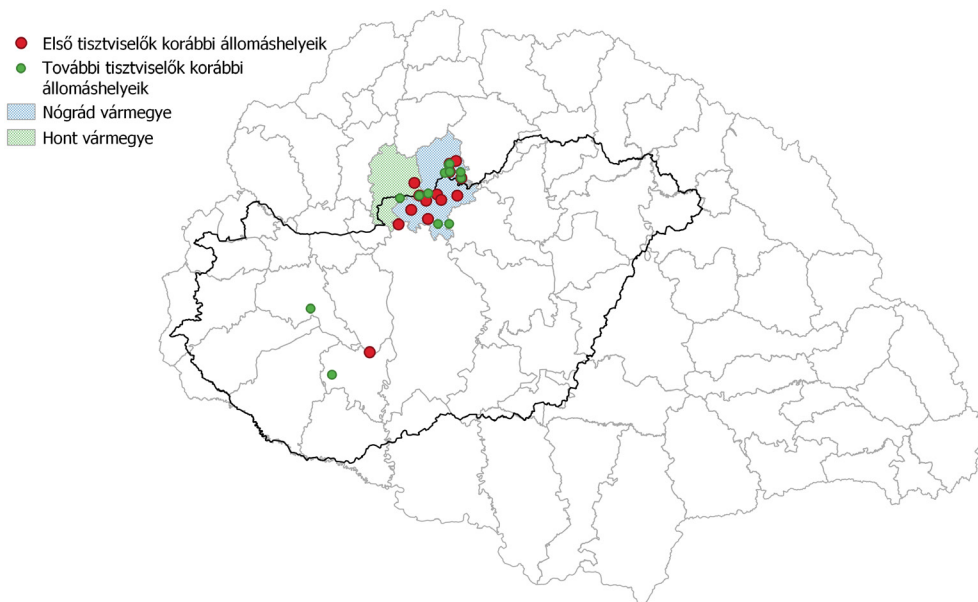 Első tisztviselők korábbi állomáshelyeik
További tisztviselők korábbi
állomáshelyeik
Nógrád vármegye
Hont vármegye